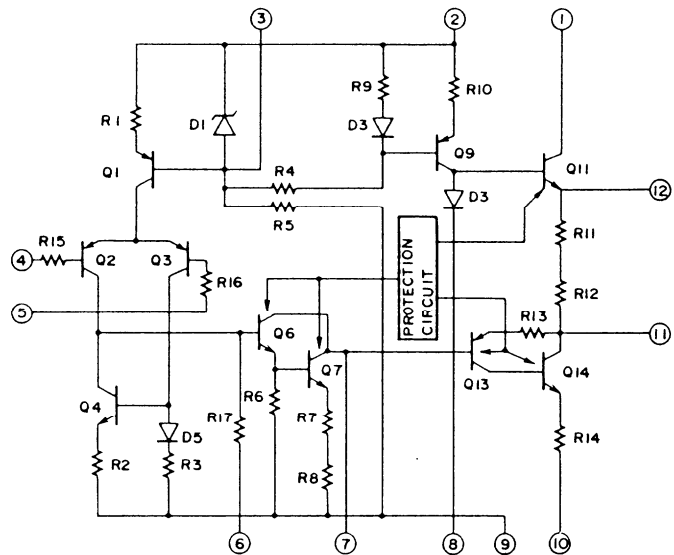 3 2 1
R9 R10
R1 D1 D3
Q1 Q9 Q11
R4 D3
12
R5
R15 R11
4 Q2 Q3
R16
PROTECTION
CIRCUIT
R12
5
R13
Q6 11
Q7 Q13 Q14
Q4 R6
R17 R7
D5 R14
R2 R3 R8
6 7 8 9 10